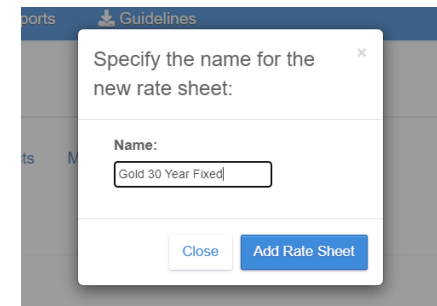 ports Guidelines
Specify the name for the ×
new rate sheet:
Name:
ts M
Gold 30 Year Fixed
Close Add Rate Sheet